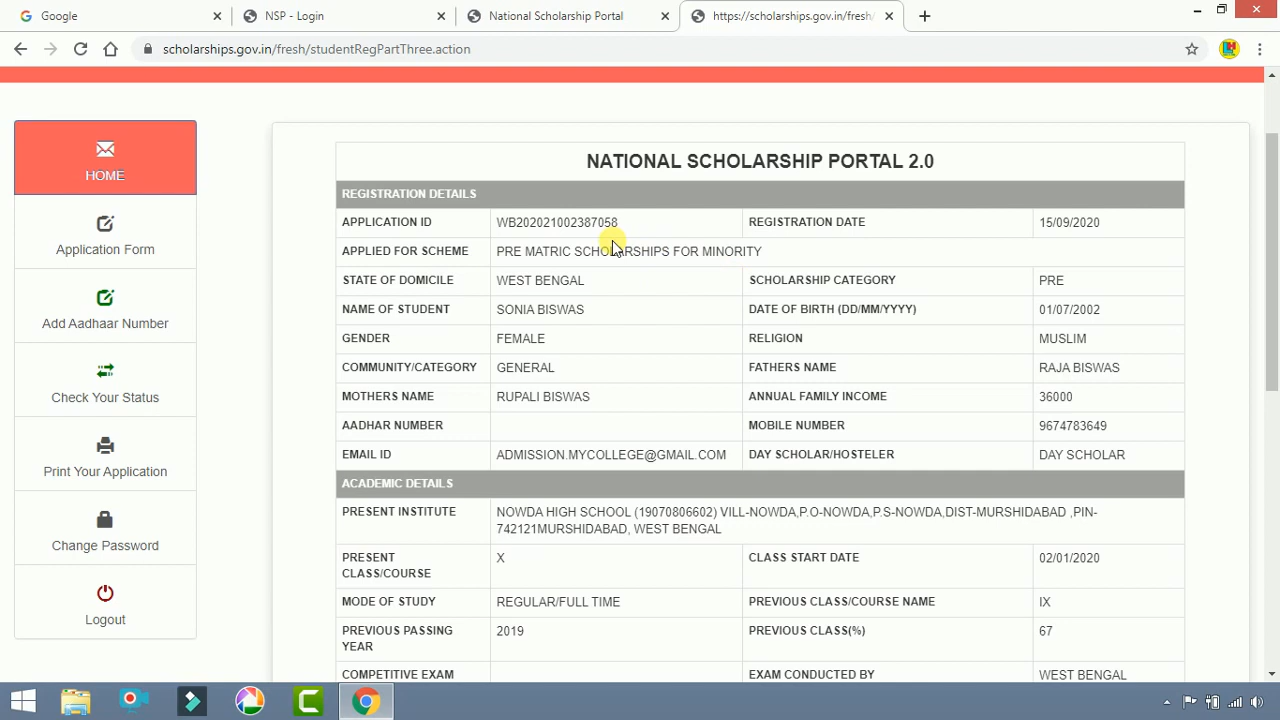 Google
NSP - Login
National Scholarship Portal
https://scholarships.gov.in/fresh/
scholarships.gov.in/fresh/studentRegPartThree.action
HOME
Application Form
Add Aadhaar Number
Check Your Status
Print Your Application
Change Password
Logout
NATIONAL SCHOLARSHIP PORTAL 2.0
REGISTRATION DETAILS
APPLICATION ID WB202021002387058 REGISTRATION DATE 15/09/2020
APPLIED FOR SCHEME PRE MATRIC SCHOLARSHIPS FOR MINORITY
STATE OF DOMICILE WEST BENGAL SCHOLARSHIP CATEGORY PRE
NAME OF STUDENT SONIA BISWAS DATE OF BIRTH (DD/MM/YYYY) 01/07/2002
GENDER FEMALE RELIGION MUSLIM
COMMUNITY/CATEGORY GENERAL FATHERS NAME RAJA BISWAS
MOTHERS NAME RUPALI BISWAS ANNUAL FAMILY INCOME 36000
AADHAR NUMBER MOBILE NUMBER 9674783649
EMAIL ID ADMISSION.MYCOLLEGE@GMAIL.COM DAY SCHOLAR/HOSTELER DAY SCHOLAR
ACADEMIC DETAILS
PRESENT INSTITUTE NOWDA HIGH SCHOOL (19070806602) VILL-NOWDA,P.O-NOWDA,P.S-NOWDA,DIST-MURSHIDABAD ,PIN-
742121MURSHIDABAD, WEST BENGAL
PRESENT X CLASS START DATE 02/01/2020
CLASS/COURSE
MODE OF STUDY REGULAR/FULL TIME PREVIOUS CLASS/COURSE NAME IX
PREVIOUS PASSING 2019 PREVIOUS CLASS(%) 67
YEAR
COMPETITIVE EXAM EXAM CONDUCTED BY WEST BENGAL